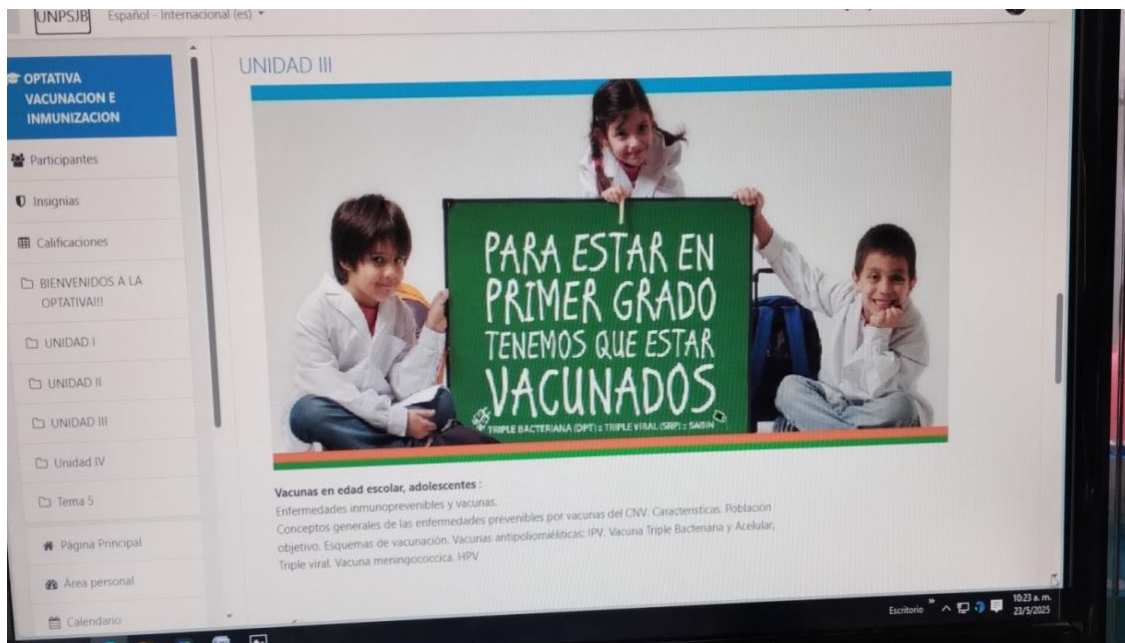 UNPSJB
Español - Internacional (es)
OPTATIVA
VACUNACION E
INMUNIZACION
Participantes
Insignias
Calificaciones
BIENVENIDOS A LA
OPTATIVA!!!
UNIDAD I
UNIDAD II
UNIDAD III
Unidad IV
Tema 5
Página Principal
Área personal
Calendario
UNIDAD III
PARA ESTAR EN
PRIMER GRADO
TENEMOS QUE ESTAR
VACUNADOS
TRIPLE BACTERIANA (DPT) :: TRIPLE VIRAL (SRP) :: SABIN
Vacunas en edad escolar, adolescentes :
Enfermedades inmunoprevenibles y vacunas.
Conceptos generales de las enfermedades prevenibles por vacunas del CNV. Características. Población
objetivo. Esquemas de vacunación. Vacunas antipoliomiéliticas: IPV. Vacuna Triple Bacteriana y Acelular,
Triple viral. Vacuna meningococcica. HPV
Escritorio
10:23 a. m.
23/5/2025